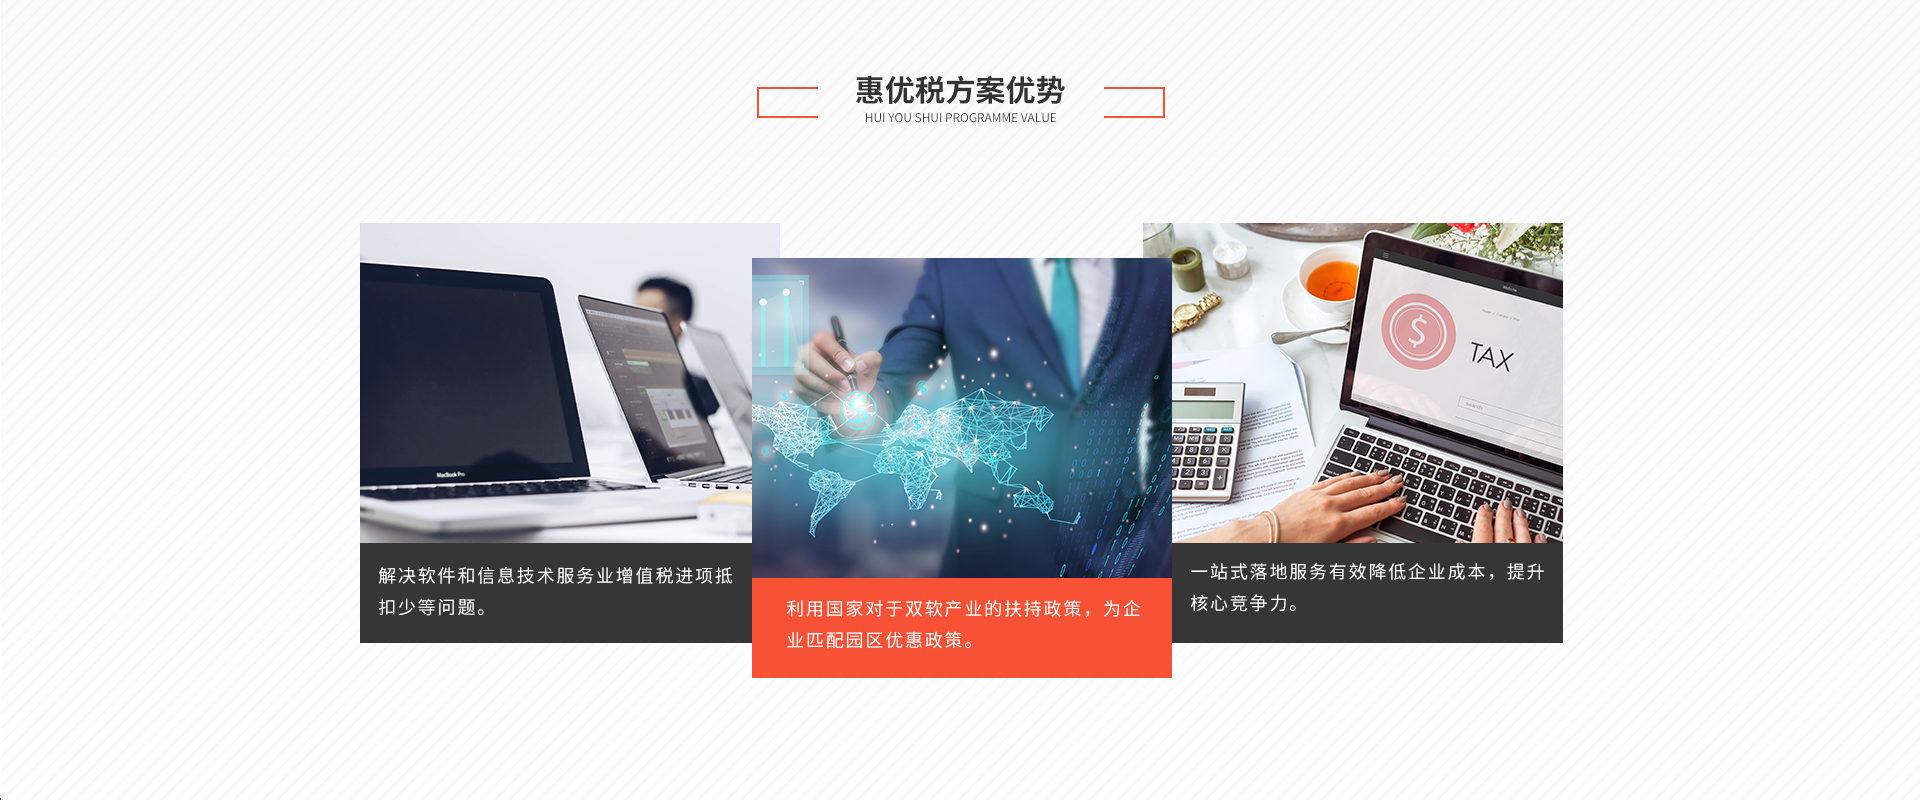 惠优税方案优势
HUI YOU SHUI PROGRAMME VALUE
MacBook Pro
Website
TAX
search
解决软件和信息技术服务业增值税进项抵
扣少等问题。
利用国家对于双软产业的扶持政策，为企
业匹配园区优惠政策。
一站式落地服务有效降低企业成本，提升
核心竞争力。